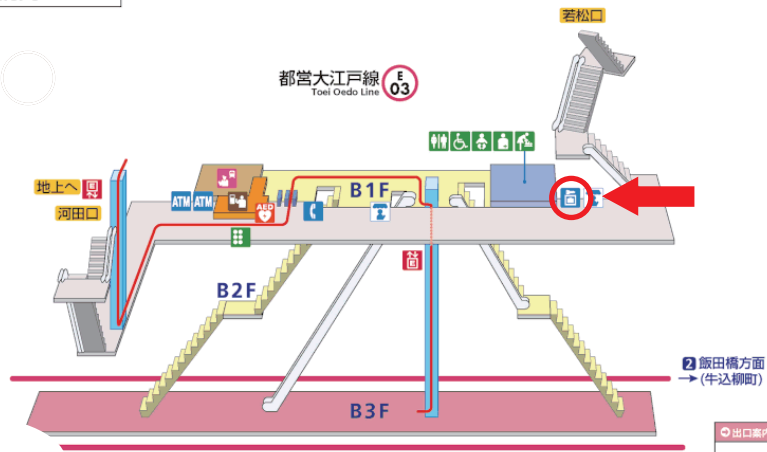 若松口
都営大江戸線
Toei Oedo Line
E
03
地上へ
E
河田口
ATM
ATM
AED
B1F
E
B2F
B3F
2 飯田橋方面
→(牛込柳町)
出口案内